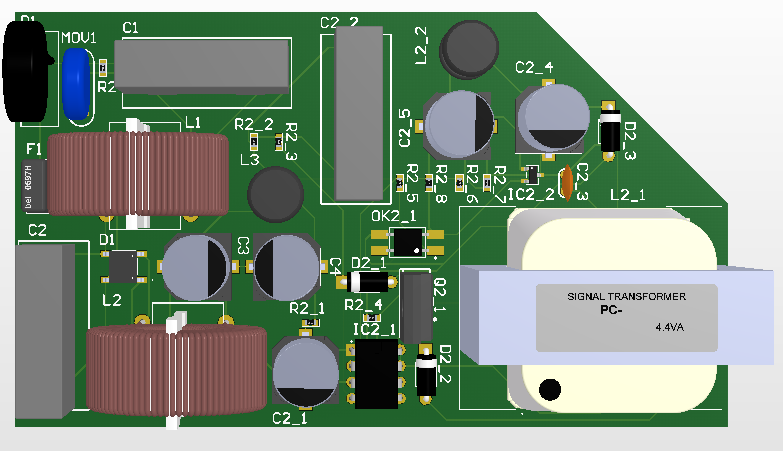 C1
C2_2
MOV1
L2_2
C2_4
R2
L1
R2_2
R2_3
C2_5
D2_3
F1
L3
bel 0697H
R2_5
R2_8
R2_6
R2_7
IC2_2
C2_3
L2_1
OK2_1
C2
D1
C3
C4
D2_1
L2
R2_1
R2_4
Q2_1
IC2_1
D2_2
C2_1
SIGNAL TRANSFORMER
PC-
4.4VA